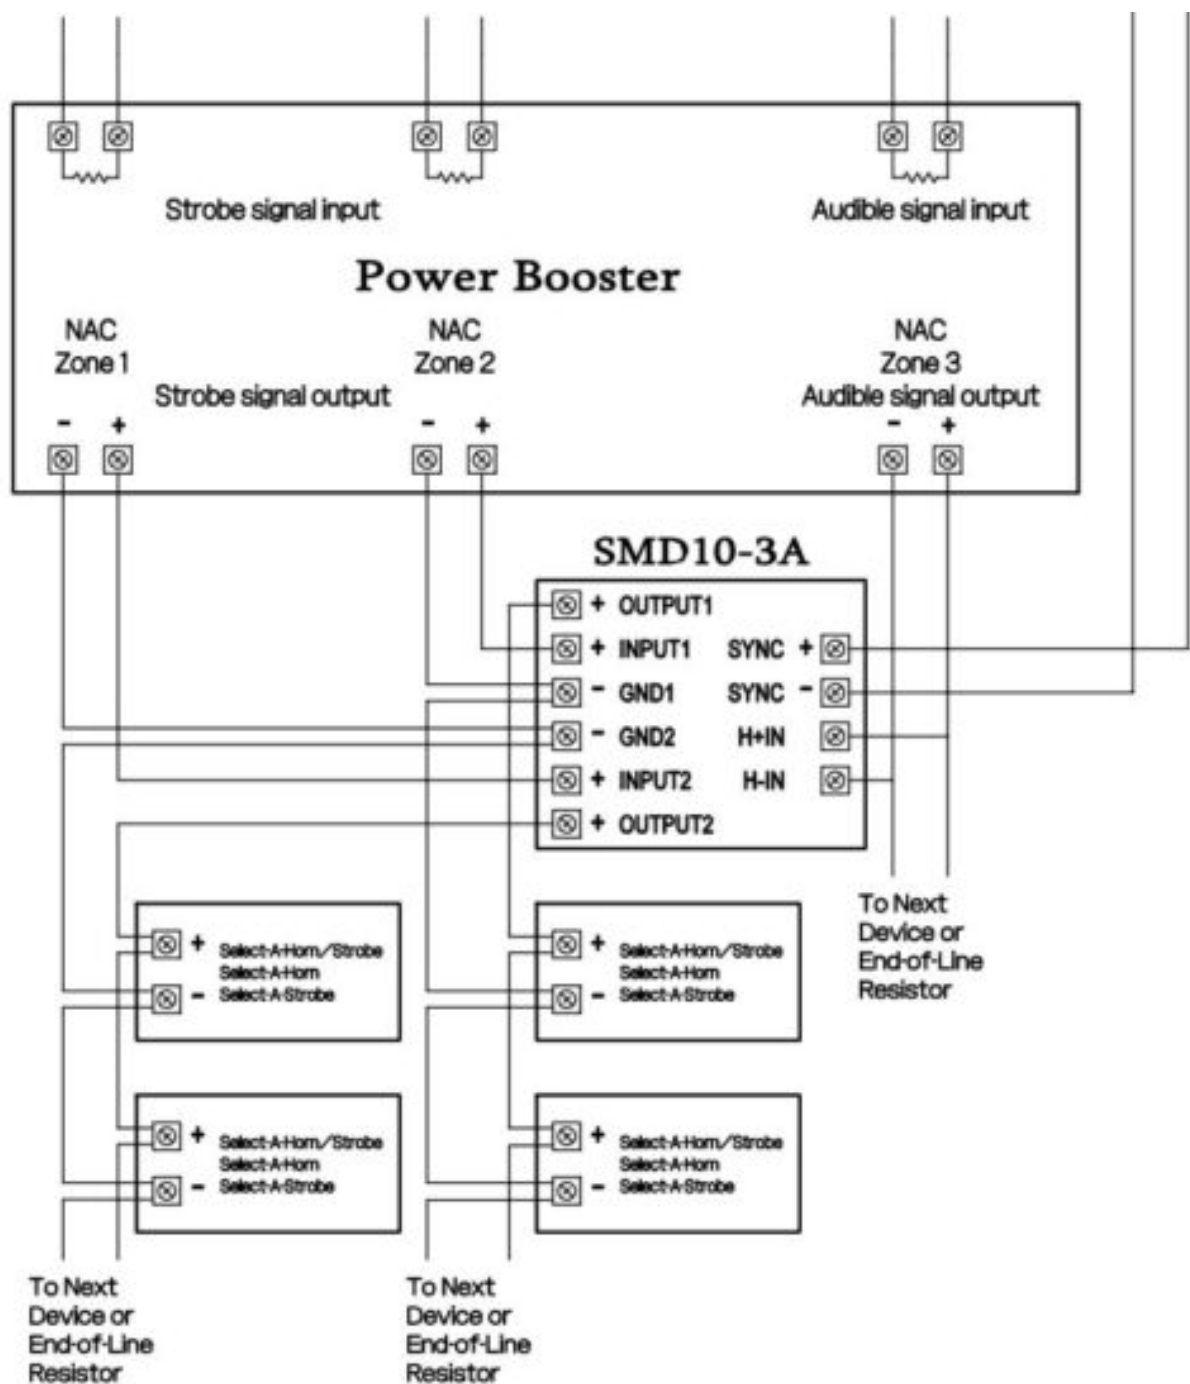 Strobe signal input
Audible signal input
Power Booster
NAC
Zone 1
NAC
Zone 2
NAC
Zone 3
Strobe signal output
Audible signal output
- +
- +
- +
SMD10-3A
+ OUTPUT1
+ INPUT1
SYNC +
- GND1
SYNC -
- GND2
H+IN
+ INPUT2
H-IN
+ OUTPUT2
To Next
Device or
End-of-Line
Resistor
+ Select-A-Horn/Strobe
Select-A-Horn
- Select-A-Strobe
+ Select-A-Horn/Strobe
Select-A-Horn
- Select-A-Strobe
+ Select-A-Horn/Strobe
Select-A-Horn
- Select-A-Strobe
+ Select-A-Horn/Strobe
Select-A-Horn
- Select-A-Strobe
To Next
Device or
End-of-Line
Resistor
To Next
Device or
End-of-Line
Resistor